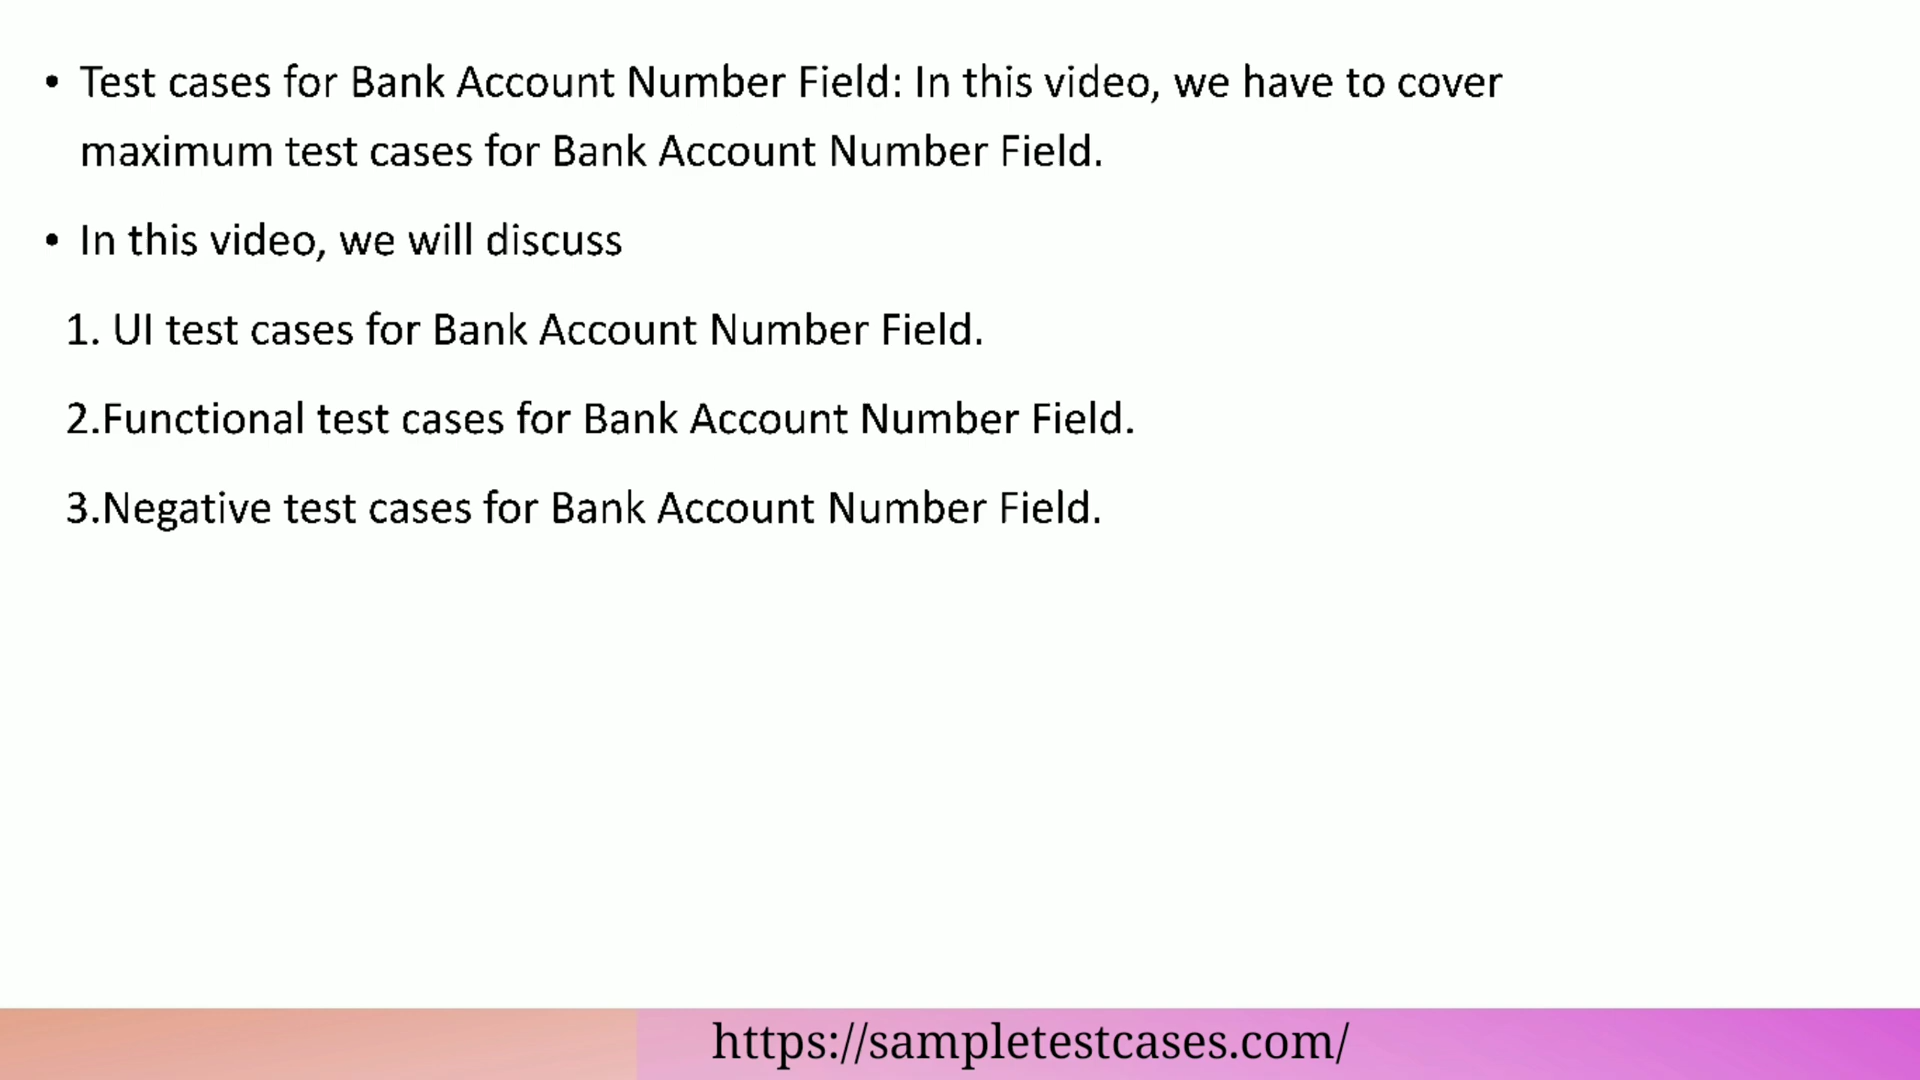 • Test cases for Bank Account Number Field: In this video, we have to cover
maximum test cases for Bank Account Number Field.
• In this video, we will discuss
1. UI test cases for Bank Account Number Field.
2.Functional test cases for Bank Account Number Field.
3.Negative test cases for Bank Account Number Field.
https://sampletestcases.com/